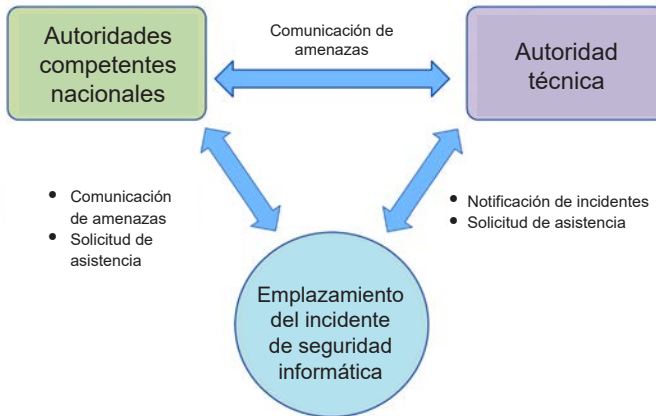 Autoridades
competentes
nacionales
Comunicación de
amenazas
Autoridad
técnica
• Comunicación
de amenazas
• Solicitud de
asistencia
• Notificación de incidentes
• Solicitud de asistencia
Emplazamiento
del incidente
de seguridad
informática